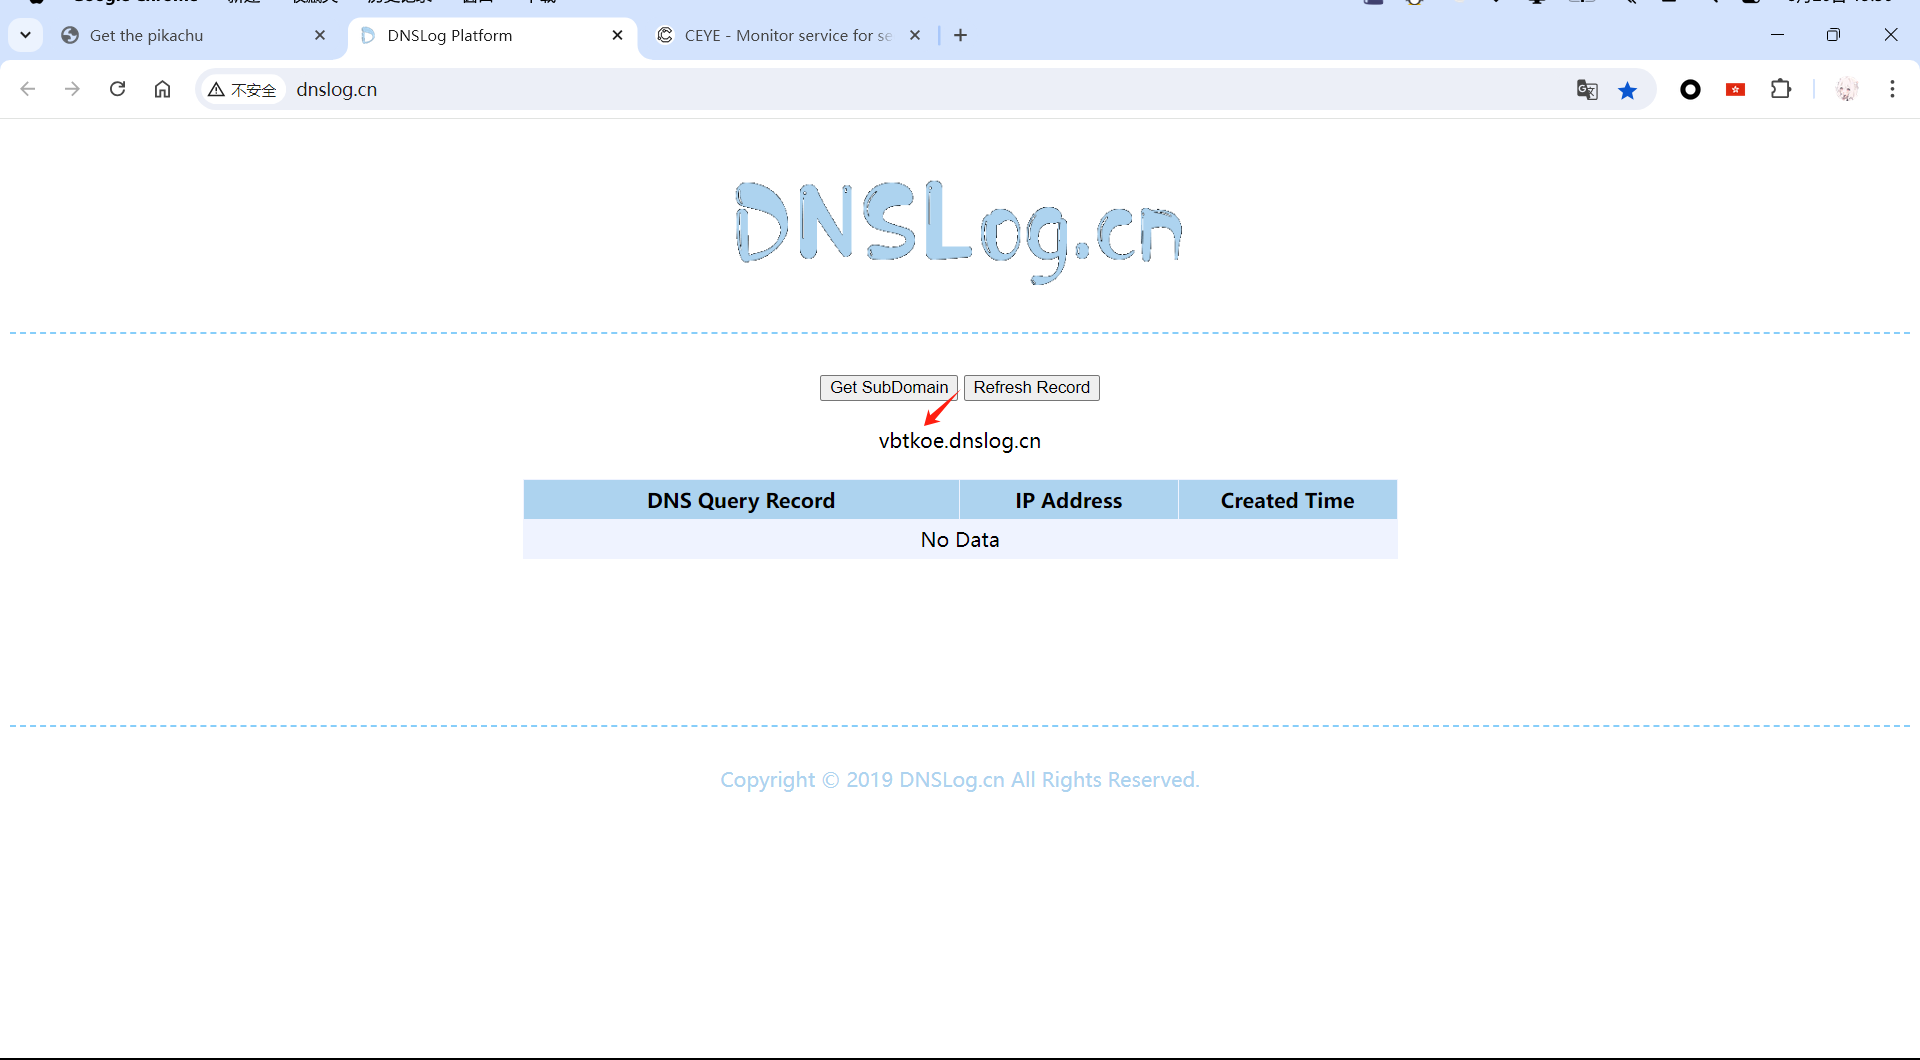 Google Chrome
Get the pikachu
DNSLog Platform
CEYE - Monitor service for se
不安全
dnslog.cn
DNSLog.cn
Get SubDomain
Refresh Record
vbtkoe.dnslog.cn
DNS Query Record IP Address Created Time
No Data
Copyright © 2019 DNSLog.cn All Rights Reserved.